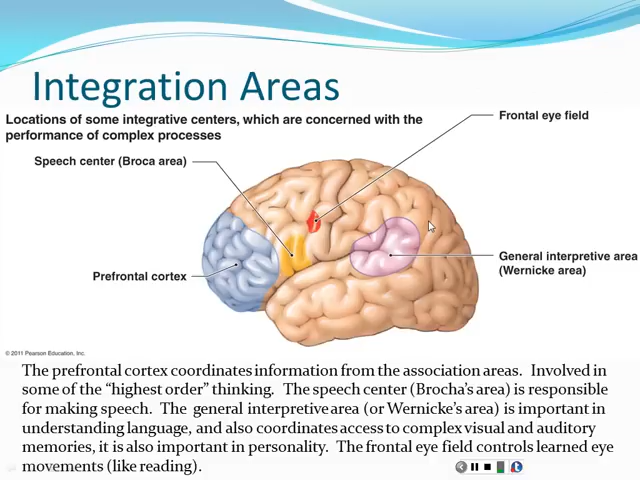 Integration Areas
Locations of some integrative centers, which are concerned with the
performance of complex processes
Frontal eye field
Speech center (Broca area)
General interpretive area
(Wernicke area)
Prefrontal cortex
© 2011 Pearson Education, Inc.
The prefrontal cortex coordinates information from the association areas. Involved in
some of the “highest order” thinking. The speech center (Brocha’s area) is responsible
for making speech. The general interpretive area (or Wernicke’s area) is important in
understanding language, and also coordinates access to complex visual and auditory
memories, it is also important in personality. The frontal eye field controls learned eye
movements (like reading).